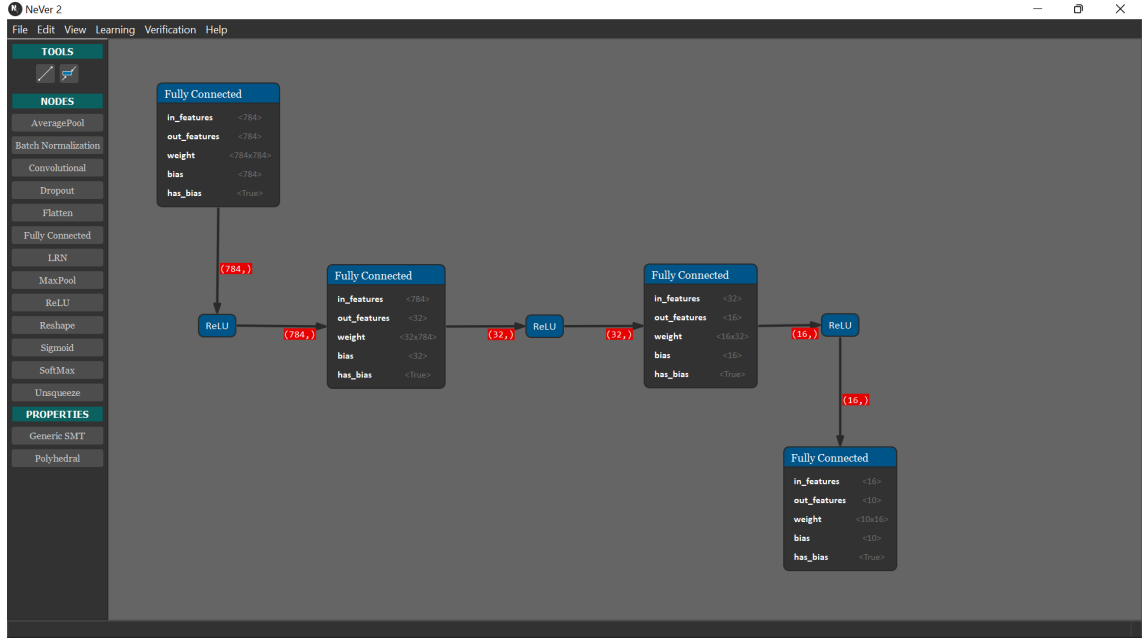 NeVer 2
File Edit View Learning Verification Help
TOOLS
NODES
AveragePool
Batch Normalization
Convolutional
Dropout
Flatten
Fully Connected
LRN
MaxPool
ReLU
Reshape
Sigmoid
SoftMax
Unsqueeze
PROPERTIES
Generic SMT
Polyhedral
Fully Connected
in_features <784>
out_features <784>
weight <784x784>
bias <784>
has_bias <True>
(784,)
ReLU
(784,)
Fully Connected
in_features <784>
out_features <32>
weight <32x784>
bias <32>
has_bias <True>
(32,)
ReLU
(32,)
Fully Connected
in_features <32>
out_features <16>
weight <16x32>
bias <16>
has_bias <True>
(16,)
ReLU
(16,)
Fully Connected
in_features <16>
out_features <10>
weight <10x16>
bias <10>
has_bias <True>